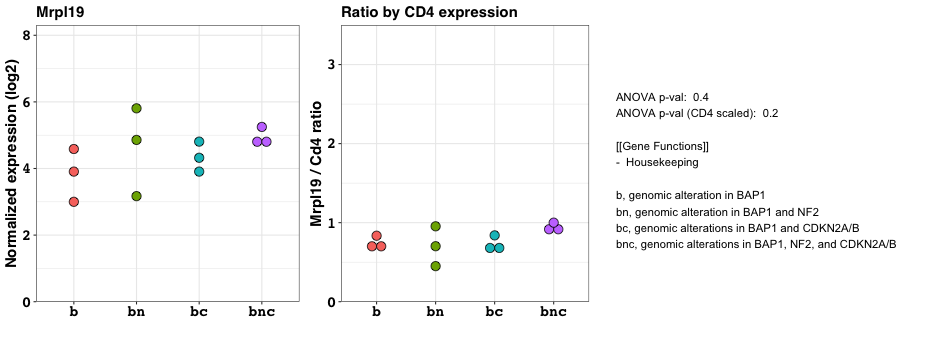 Mrpl19
Normalized expression (log2)
8
6
4
2
0
b bn bc bnc
Ratio by CD4 expression
Mrpl19 / Cd4 ratio
3
2
1
0
b bn bc bnc
ANOVA p-val:  0.4
ANOVA p-val (CD4 scaled):  0.2
[[Gene Functions]]
-  Housekeeping
b, genomic alteration in BAP1
bn, genomic alteration in BAP1 and NF2
bc, genomic alterations in BAP1 and CDKN2A/B
bnc, genomic alterations in BAP1, NF2, and CDKN2A/B